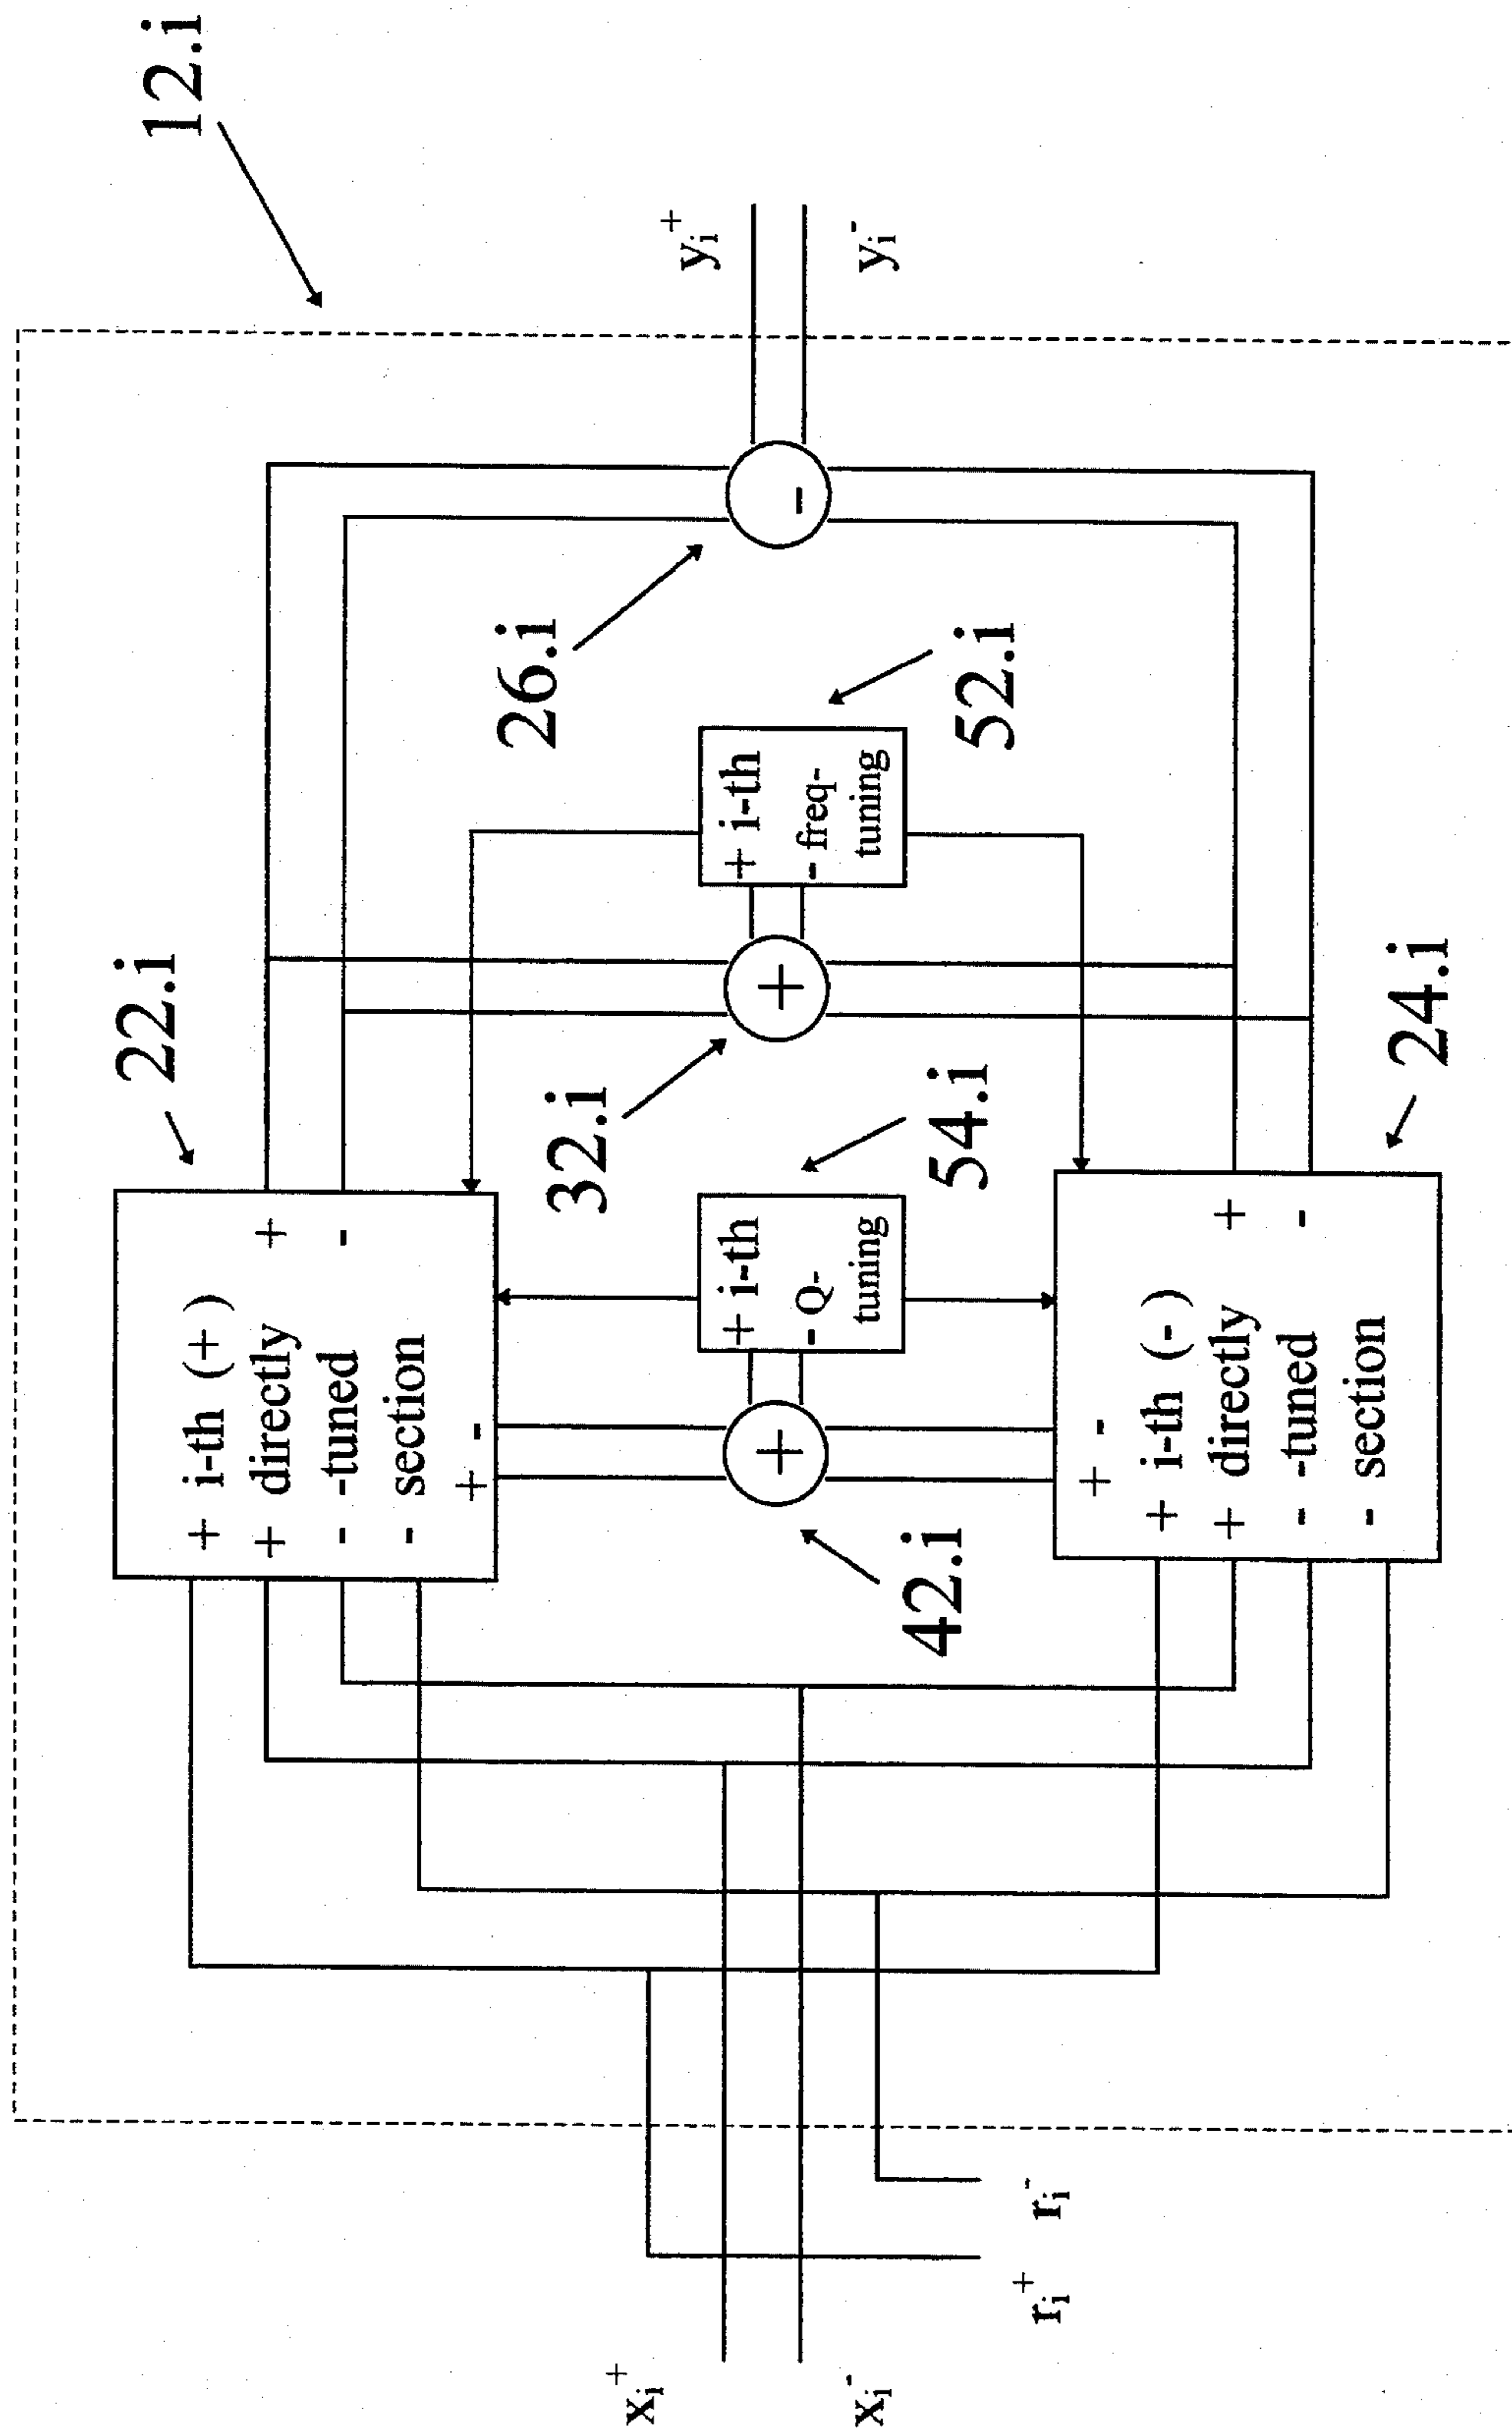 12.i
22.i
+ i-th (+)
+ directly +
- -tuned -
- section
+ -
26.i
y_i^+
y_i^-
32.i
+ i-th
- freq-
tuning
52.i
+
-
54.i
+ i-th
- Q-
tuning
+
42.i
x_i^+
x_i^-
r_i^+ r_i^-
+ -
+ i-th (-)
+ directly +
- -tuned -
- section
24.i